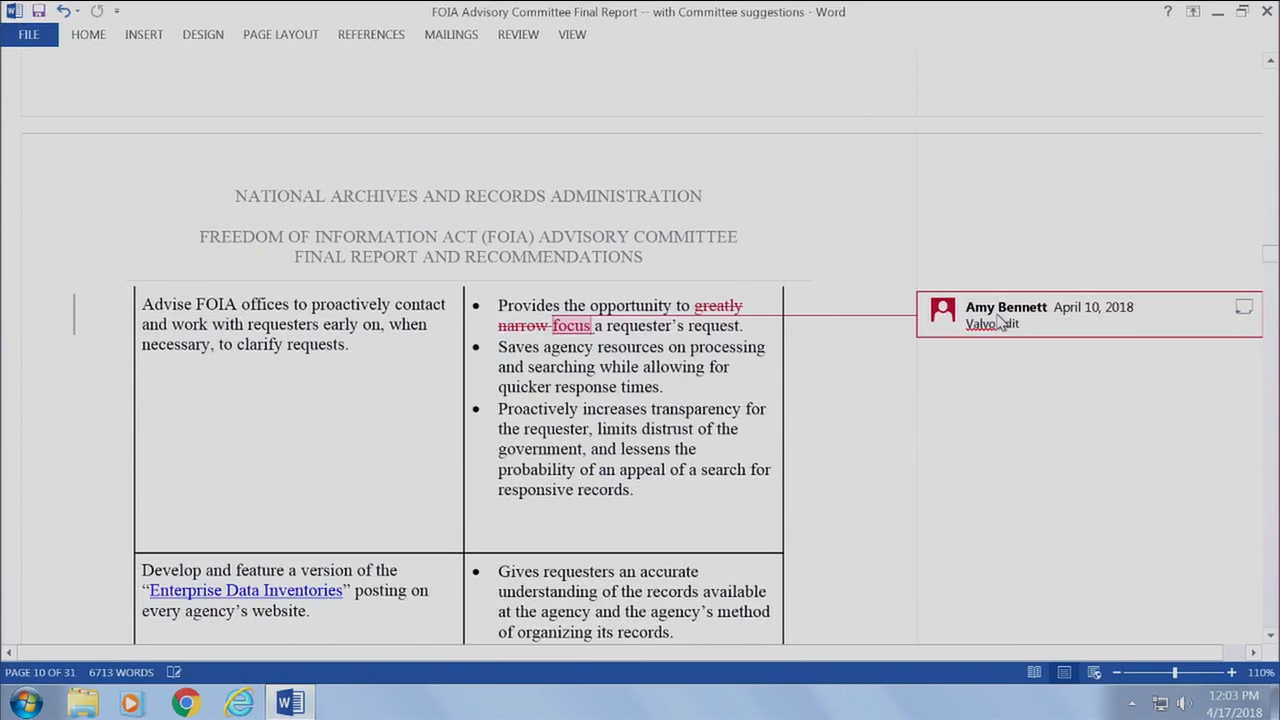 FOIA Advisory Committee Final Report -- with Committee suggestions - Word
FILE HOME INSERT DESIGN PAGE LAYOUT REFERENCES MAILINGS REVIEW VIEW
NATIONAL ARCHIVES AND RECORDS ADMINISTRATION
FREEDOM OF INFORMATION ACT (FOIA) ADVISORY COMMITTEE
FINAL REPORT AND RECOMMENDATIONS
Advise FOIA offices to proactively contact
and work with requesters early on, when
necessary, to clarify requests.
• Provides the opportunity to greatly
narrow focus a requester’s request.
• Saves agency resources on processing
and searching while allowing for
quicker response times.
• Proactively increases transparency for
the requester, limits distrust of the
government, and lessens the
probability of an appeal of a search for
responsive records.
Amy Bennett April 10, 2018
Valvo edit
Develop and feature a version of the
“Enterprise Data Inventories” posting on
every agency’s website.
• Gives requesters an accurate
understanding of the records available
at the agency and the agency’s method
of organizing its records.
PAGE 10 OF 31 6713 WORDS 110%
12:03 PM
4/17/2018